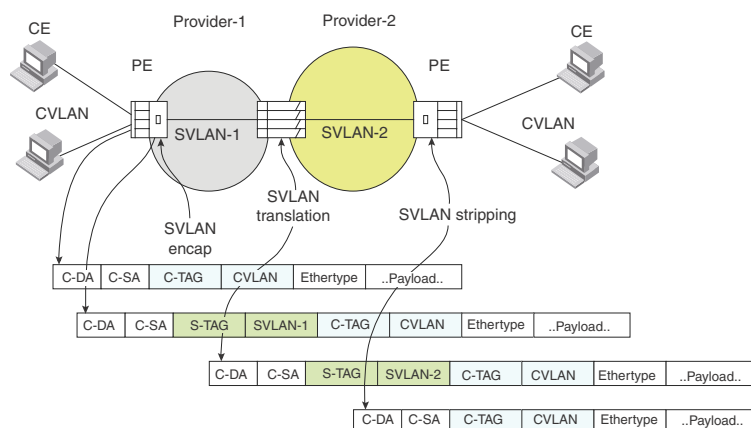 Provider-1 Provider-2
CE CE
PE PE
CVLAN CVLAN
SVLAN-1 SVLAN-2
SVLAN
encap
SVLAN
translation
SVLAN stripping
C-DA C-SA C-TAG CVLAN Ethertype ..Payload..
C-DA C-SA S-TAG SVLAN-1 C-TAG CVLAN Ethertype ..Payload..
C-DA C-SA S-TAG SVLAN-2 C-TAG CVLAN Ethertype ..Payload..
C-DA C-SA C-TAG CVLAN Ethertype ..Payload..